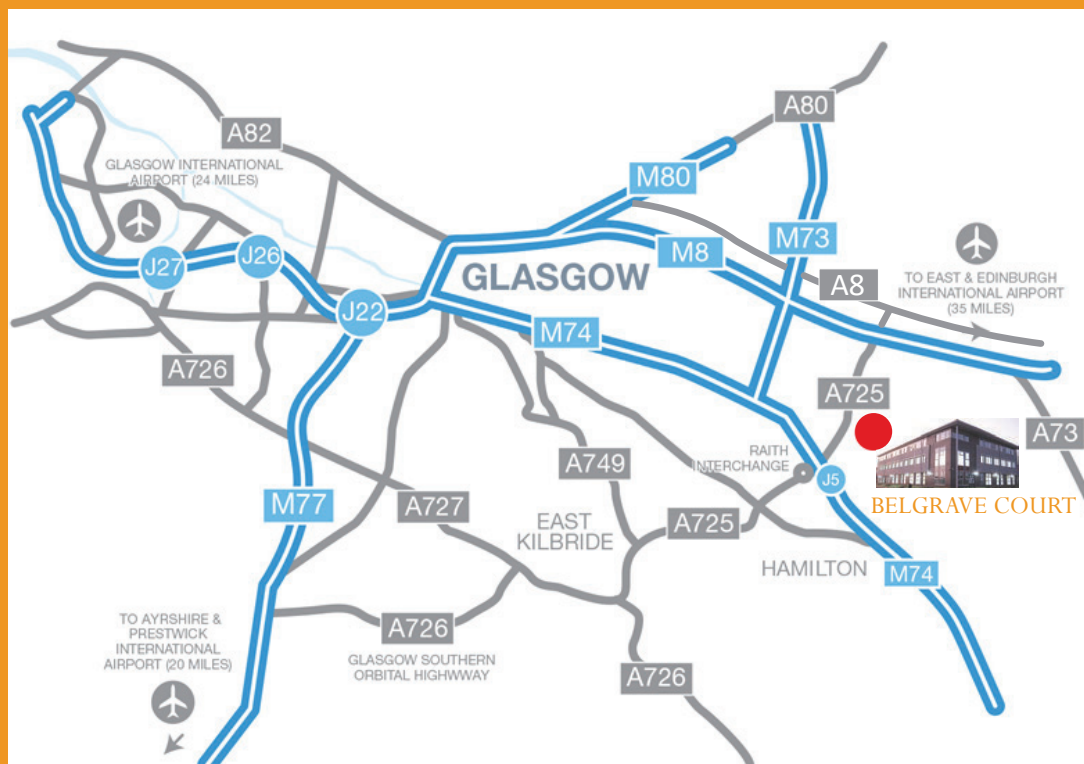 A80
A82
GLASGOW INTERNATIONAL
AIRPORT (24 MILES)
M80
M73
M8
J26
J27
GLASGOW
TO EAST & EDINBURGH
INTERNATIONAL AIRPORT
(35 MILES)
A8
J22
M74
A726
A725
A73
RAITH
INTERCHANGE
A749
J5
BELGRAVE COURT
M77
A727
EAST
KILBRIDE
A725
HAMILTON
M74
TO AYRSHIRE &
PRESTWICK
INTERNATIONAL
AIRPORT (20 MILES)
A726
GLASGOW SOUTHERN
ORBITAL HIGHWWAY
A726